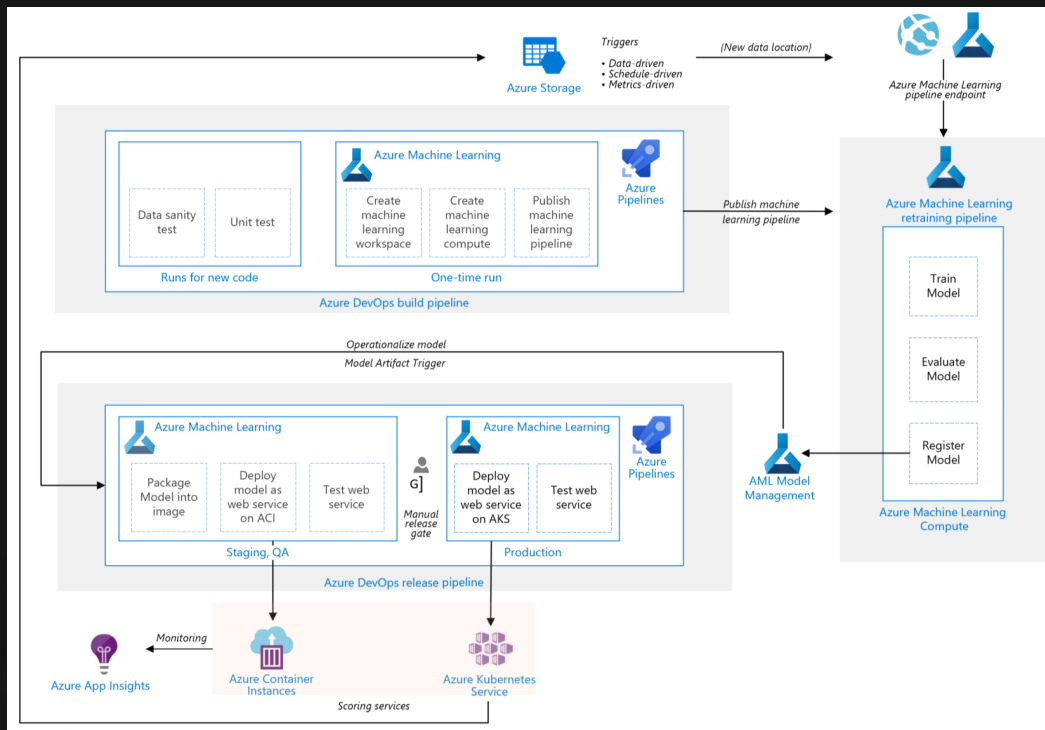 Triggers
• Data-driven
• Schedule-driven
• Metrics-driven
Azure Storage
(New data location)
Azure Machine Learning
pipeline endpoint
Data sanity
test
Unit test
Runs for new code
Azure Machine Learning
Create
machine
learning
workspace
Create
machine
learning
compute
Publish
machine
learning
pipeline
One-time run
Azure
Pipelines
Azure DevOps build pipeline
Publish machine
learning pipeline
Azure Machine Learning
retraining pipeline
Train
Model
Evaluate
Model
Register
Model
Azure Machine Learning
Compute
Operationalize model
Model Artifact Trigger
AML Model
Management
Azure Machine Learning
Package
Model into
image
Deploy
model as
web service
on ACI
Test web
service
Staging, QA
G]
Manual
release
gate
Azure Machine Learning
Deploy
model as
web service
on AKS
Test web
service
Production
Azure
Pipelines
Azure DevOps release pipeline
Monitoring
Azure App Insights
Azure Container
Instances
Azure Kubernetes
Service
Scoring services